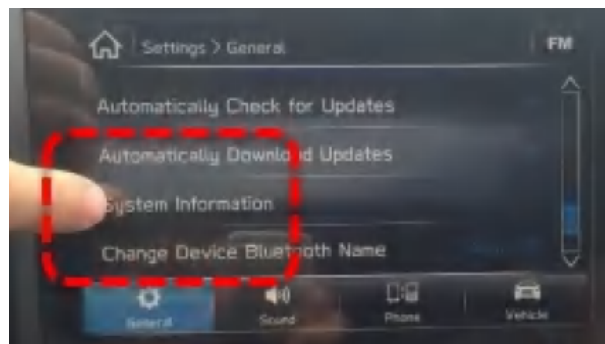 Settings > General
FM
Automatically Check for Updates
Automatically Download Updates
System Information
Change Device Bluetooth Name
General
Sound
Phone
Vehicle